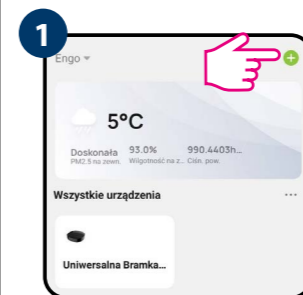 1
Engo
5°C
Doskonała 93.0% 990.4403h...
PM2.5 na zewn. Wilgotność na z... Ciśn. pow.
Wszystkie urządzenia ...
Uniwersalna Bramka...